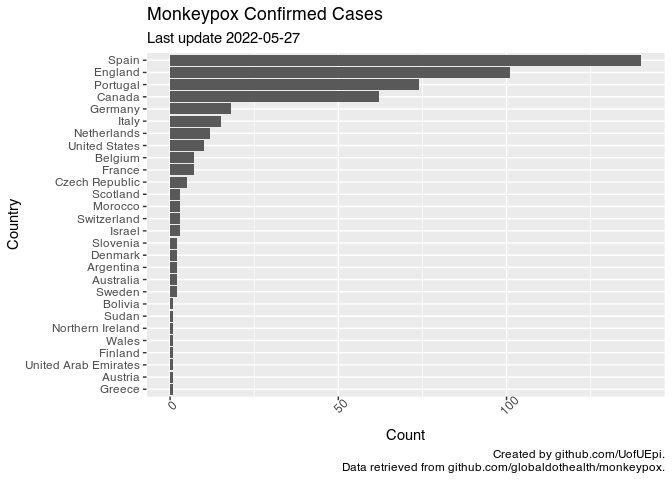 Monkeypox Confirmed Cases
Last update 2022-05-27
Spain
England
Portugal
Canada
Germany
Italy
Netherlands
United States
Belgium
France
Czech Republic
Scotland
Morocco
Switzerland
Israel
Slovenia
Denmark
Argentina
Australia
Sweden
Bolivia
Sudan
Northern Ireland
Wales
Finland
United Arab Emirates
Austria
Greece
Country
0
50
100
Count
Created by github.com/UofUEpi.
Data retrieved from github.com/globaldothealth/monkeypox.